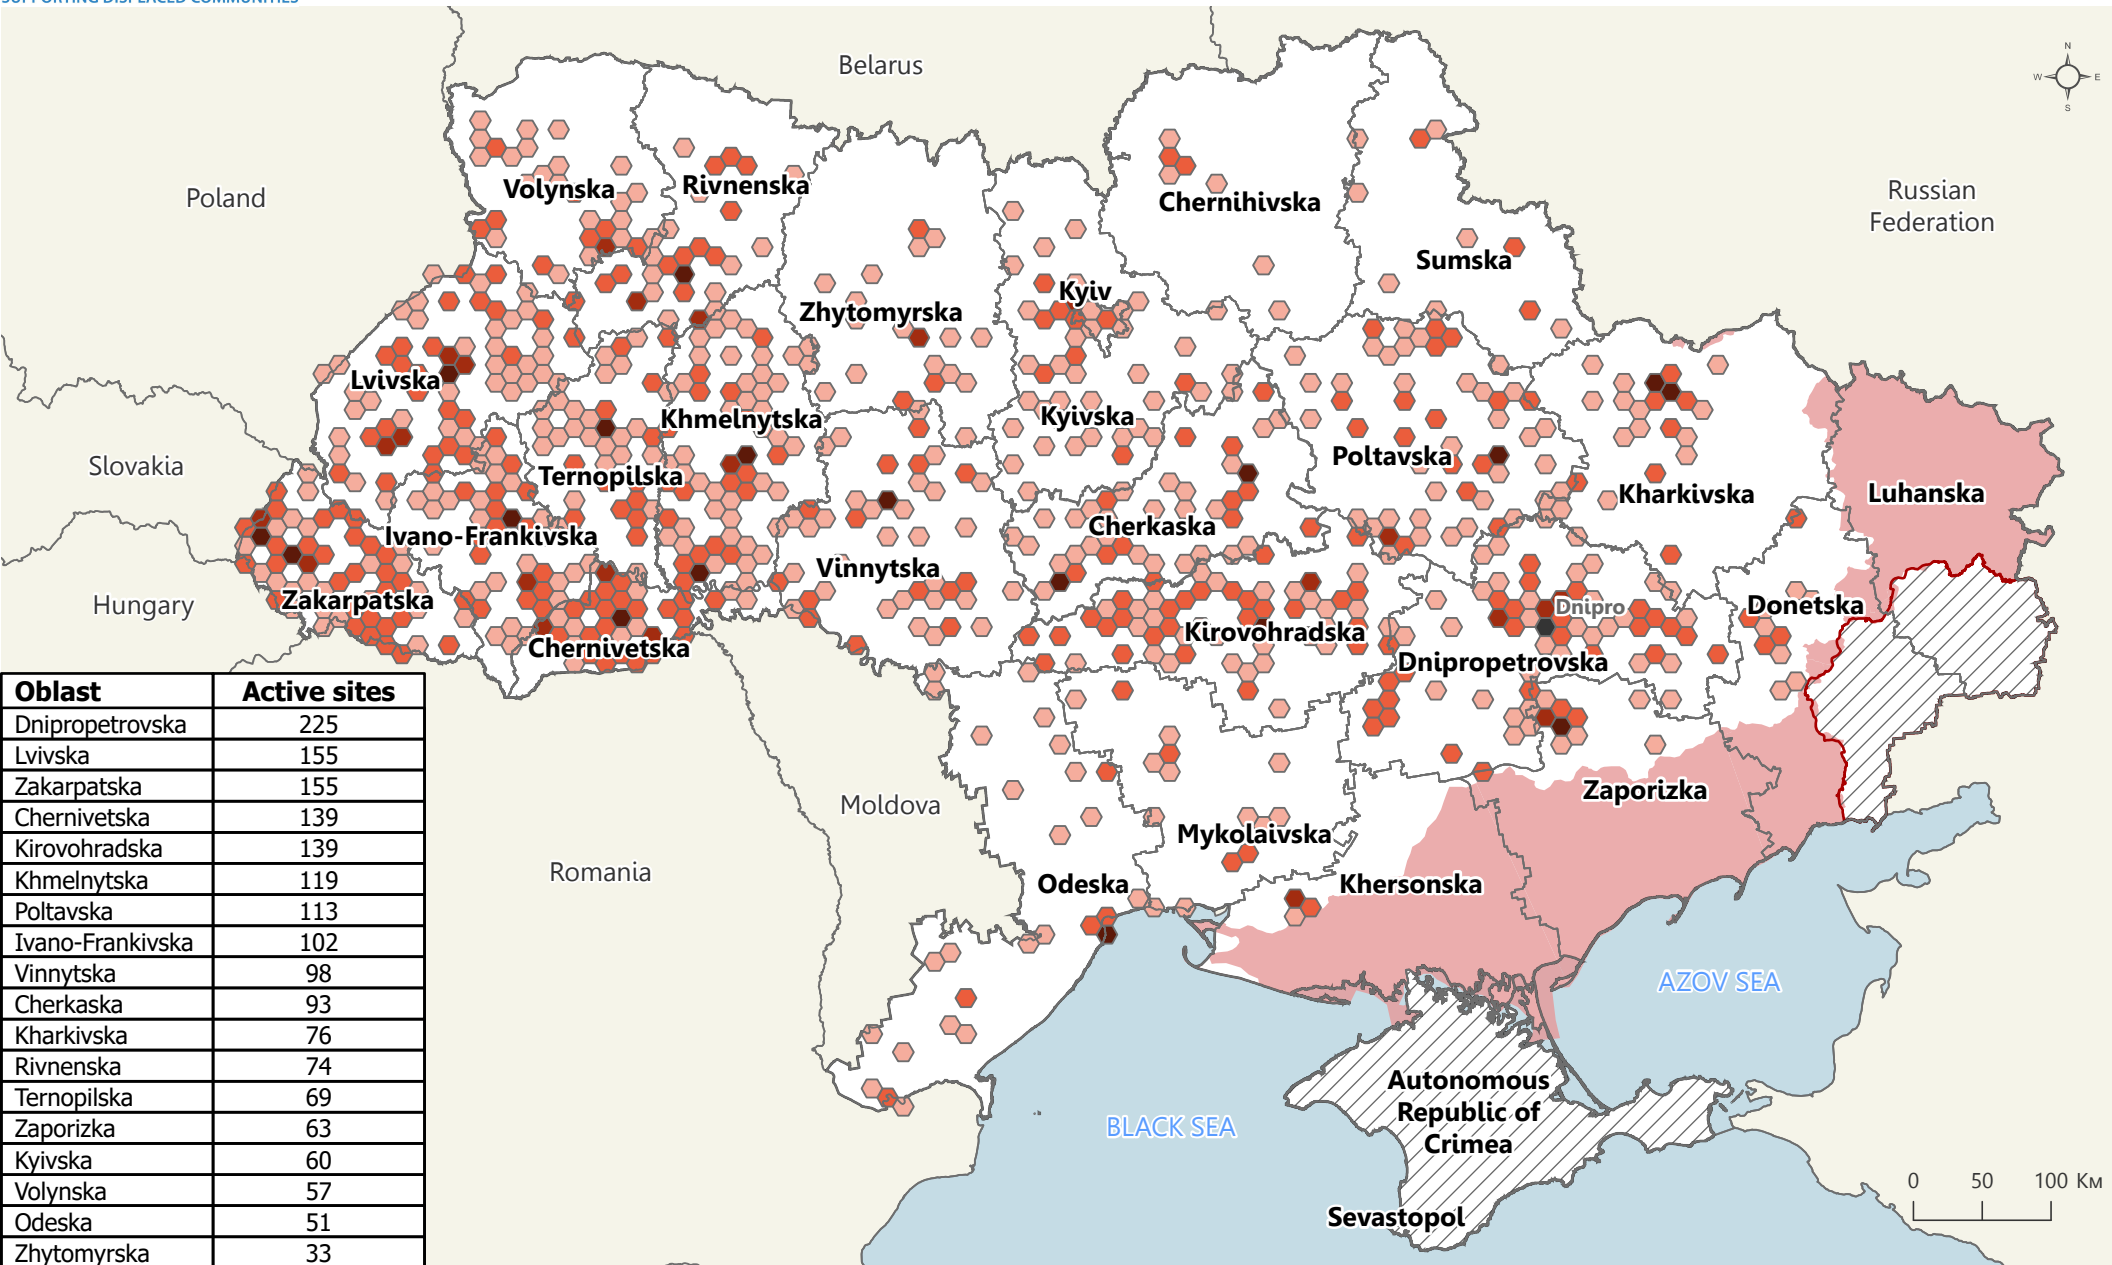 SUPPORTING DISPLACED COMMUNITIES
Belarus
N
W
E
S
Poland
Volynska
Rivnenska
Chernihivska
Russian
Federation
Sumska
Kyiv
Zhytomyrska
Lvivska
Khmelnytska
Kyivska
Slovakia
Ternopilska
Poltavska
Kharkivska
Luhanska
Ivano-Frankivska
Cherkaska
Vinnytska
Hungary
Zakarpatska
Dnipro
Donetska
Chernivetska
Kirovohradska
Dnipropetrovska
Moldova
Zaporizka
Mykolaivska
Romania
Odeska
Khersonska
AZOV SEA
BLACK SEA
Autonomous
Republic of
Crimea
Sevastopol
0 50 100 Км
Oblast Active sites
Dnipropetrovska 225
Lvivska 155
Zakarpatska 155
Chernivetska 139
Kirovohradska 139
Khmelnytska 119
Poltavska 113
Ivano-Frankivska 102
Vinnytska 98
Cherkaska 93
Kharkivska 76
Rivnenska 74
Ternopilska 69
Zaporizka 63
Kyivska 60
Volynska 57
Odeska 51
Zhytomyrska 33